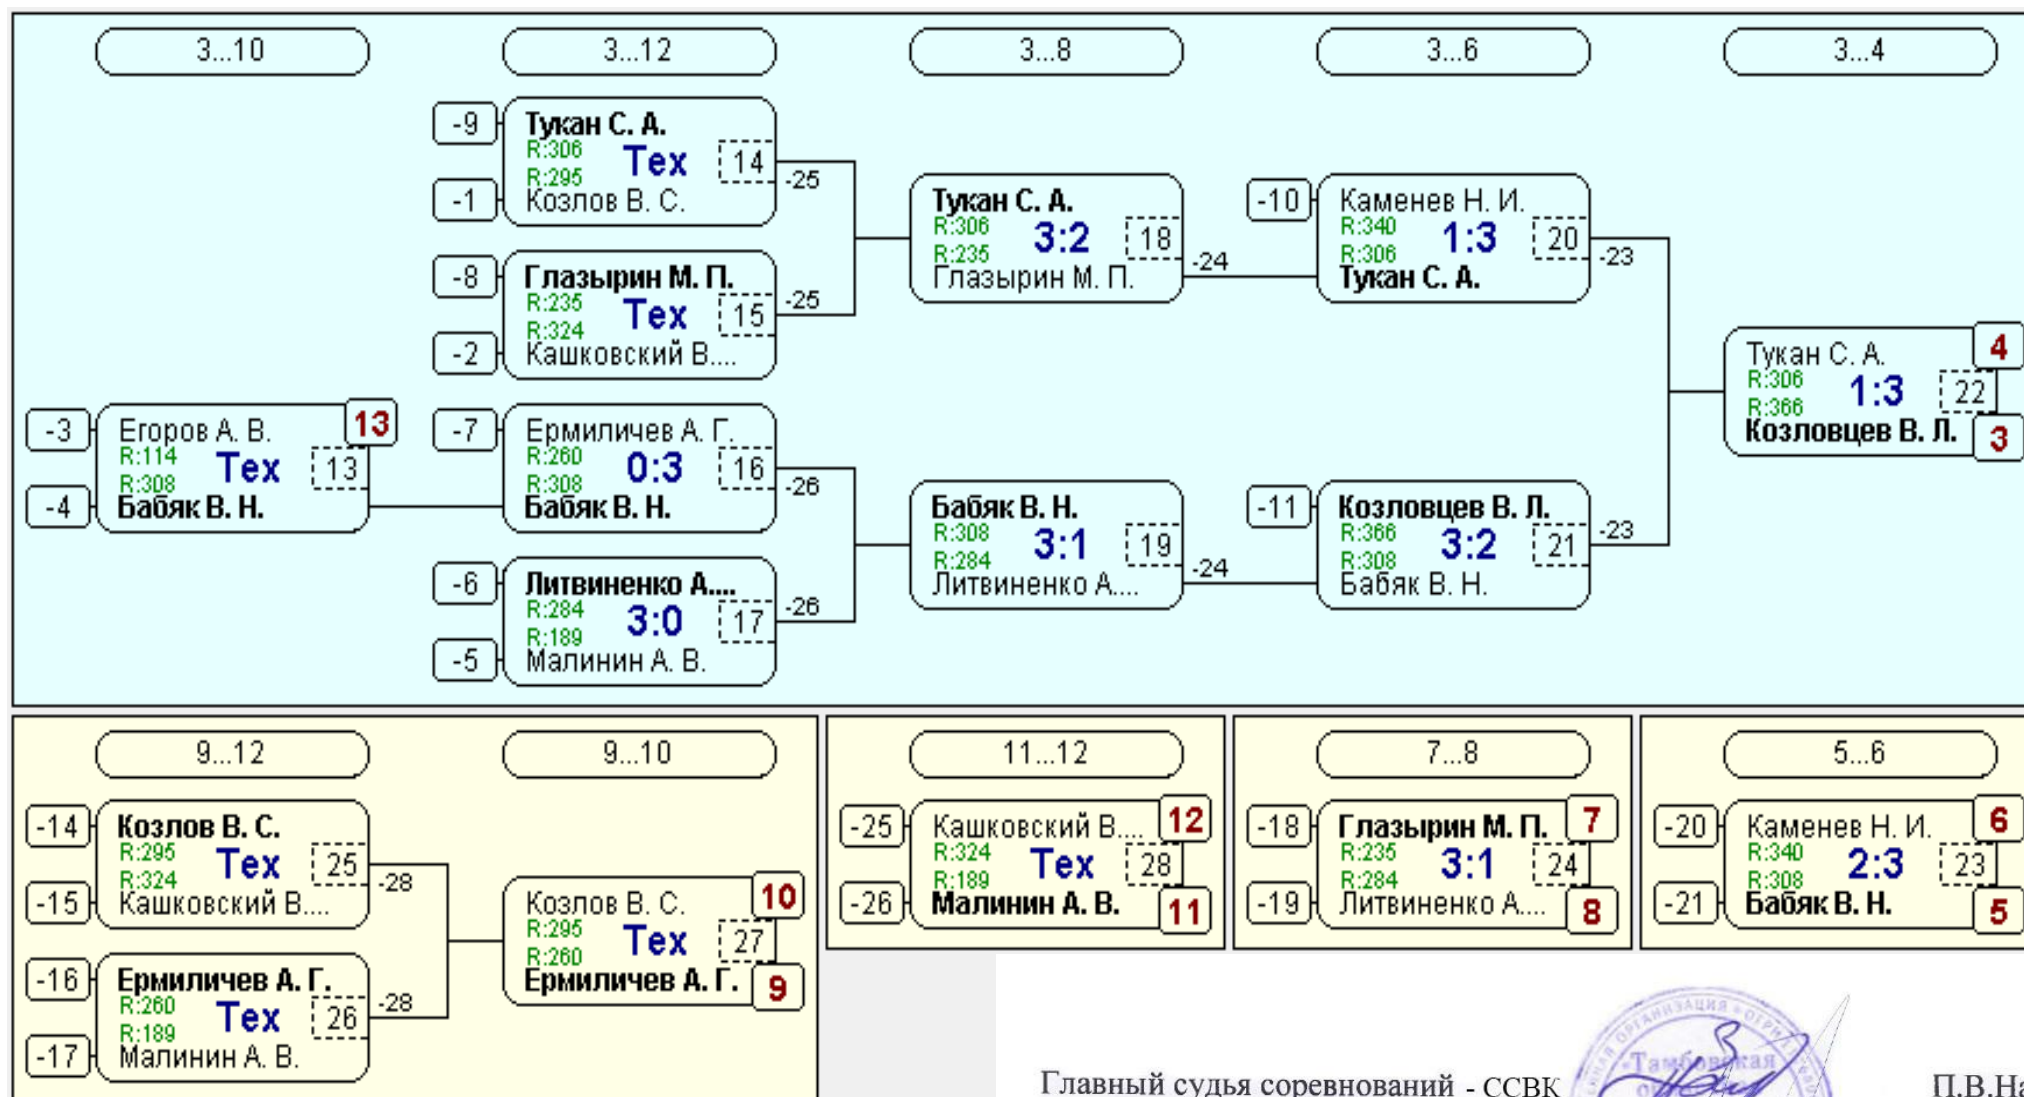 3...10
3...12
3...8
3...6
3...4
-9
Тукан С. А.
R:306
Тех
14
R:295
-1
Козлов В. С.
-25
-8
Глазырин М. П.
R:235
Тех
15
R:324
-2
Кашковский В....
-25
-3
Егоров А. В.
13
R:114
Тех
13
R:308
-4
Бабяк В. Н.
-7
Ермиличев А. Г.
R:260
0:3
16
R:308
Бабяк В. Н.
-26
-6
Литвиненко А....
R:284
3:0
17
R:189
-5
Малинин А. В.
-26
Тукан С. А.
R:306
3:2
18
R:235
Глазырин М. П.
-24
Бабяк В. Н.
R:308
3:1
19
R:284
Литвиненко А....
-24
-10
Каменев Н. И.
R:340
1:3
20
R:306
Тукан С. А.
-23
-11
Козловцев В. Л.
R:366
3:2
21
R:308
Бабяк В. Н.
-23
Тукан С. А.
4
R:306
1:3
22
R:366
Козловцев В. Л.
3
9...12
9...10
11...12
7...8
5...6
-14
Козлов В. С.
R:295
Тех
25
R:324
-15
Кашковский В....
-28
-16
Ермиличев А. Г.
R:260
Тех
26
R:189
-17
Малинин А. В.
-28
Козлов В. С.
10
R:295
Тех
27
R:260
Ермиличев А. Г.
9
-25
Кашковский В....
12
R:324
Тех
28
R:189
-26
Малинин А. В.
11
-18
Глазырин М. П.
7
R:235
3:1
24
R:284
-19
Литвиненко А....
8
-20
Каменев Н. И.
6
R:340
2:3
23
R:308
-21
Бабяк В. Н.
5
Главный судья соревнований - ССВК
П.В.На